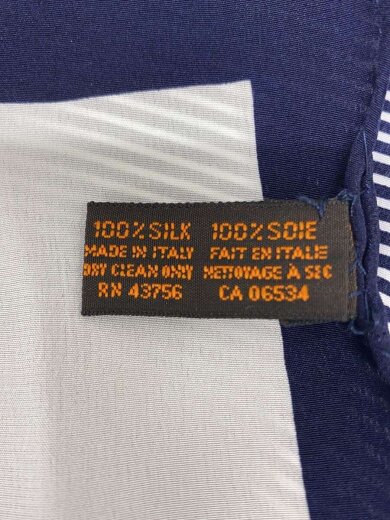 100% SILK 100% SOIE
MADE IN ITALY FAIT EN ITALIE
DRY CLEAN ONLY NETTOYAGE À SEC
RN 43756 CA 06534